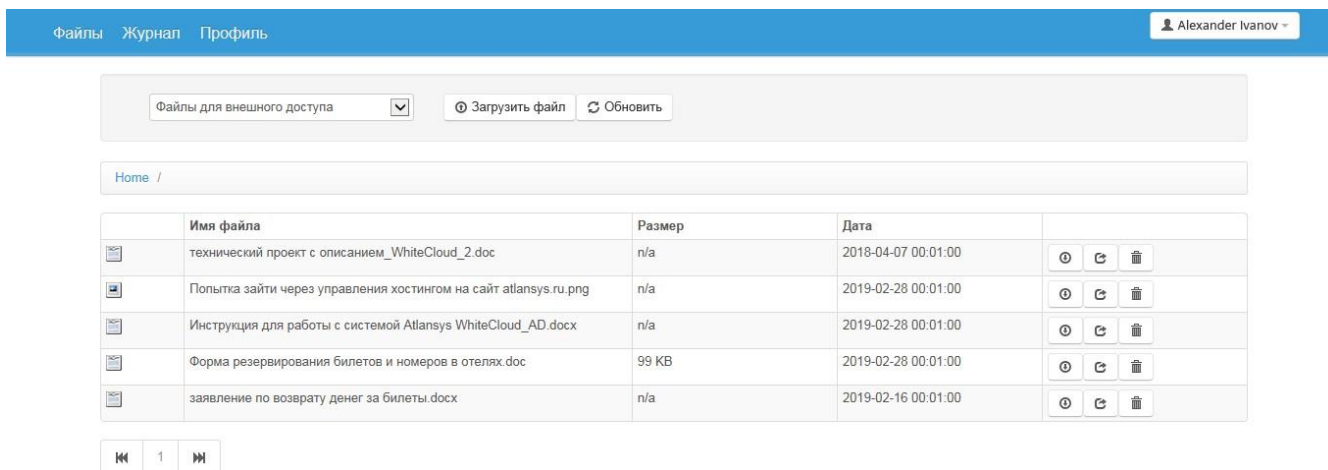 Файлы Журнал Профиль Alexander Ivanov
Файлы для внешного доступа Загрузить файл Обновить
Home /
Имя файла Размер Дата
технический проект с описанием_WhiteCloud_2.doc n/a 2018-04-07 00:01:00
Попытка зайти через управления хостингом на сайт atlansys.ru.png n/a 2019-02-28 00:01:00
Инструкция для работы с системой Atlansys WhiteCloud_AD.docx n/a 2019-02-28 00:01:00
Форма резервирования билетов и номеров в отелях.doc 99 KB 2019-02-28 00:01:00
заявление по возврату денег за билеты.docx n/a 2019-02-16 00:01:00
1